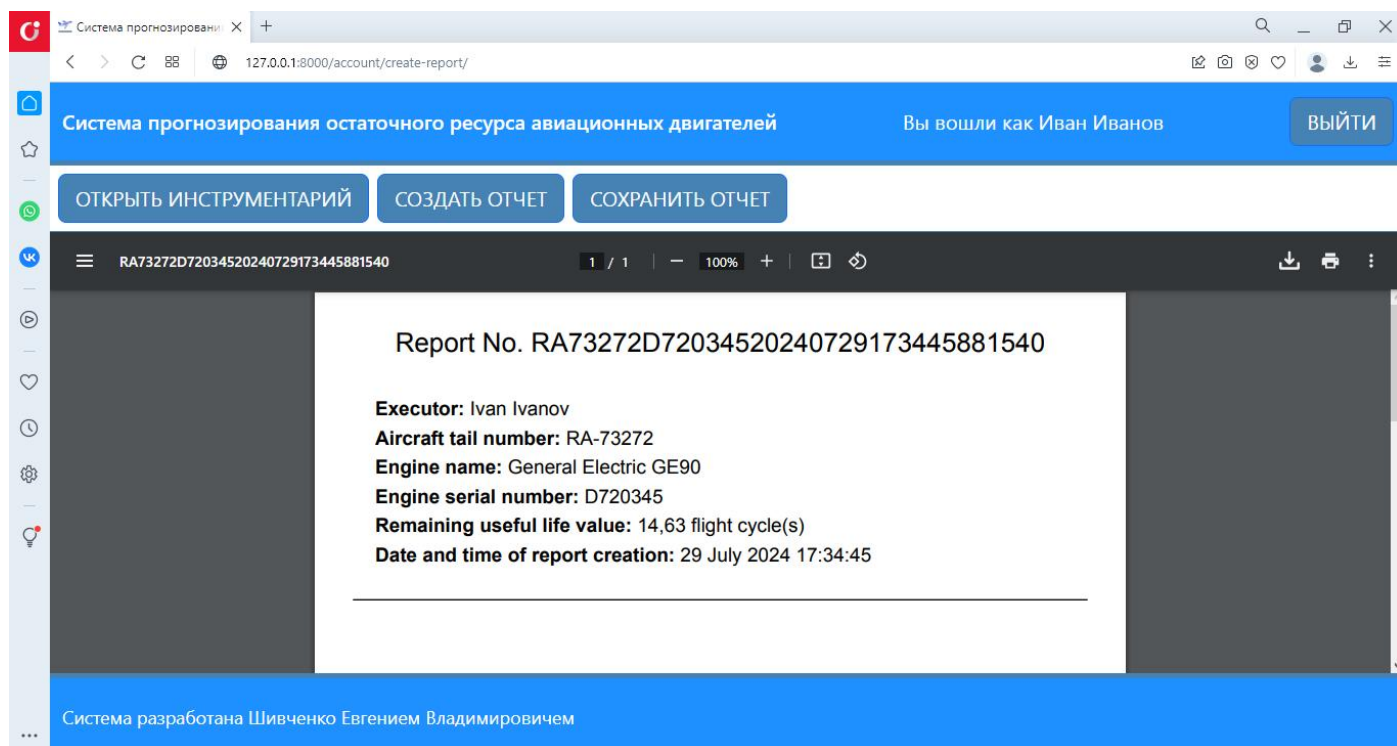 Система прогнозировани
127.0.0.1:8000/account/create-report/
Система прогнозирования остаточного ресурса авиационных двигателей
Вы вошли как Иван Иванов
ВЫЙТИ
ОТКРЫТЬ ИНСТРУМЕНТАРИЙ
СОЗДАТЬ ОТЧЕТ
СОХРАНИТЬ ОТЧЕТ
RA73272D72034520240729173445881540
1 / 1
100%
Report No. RA73272D72034520240729173445881540
Executor: Ivan Ivanov
Aircraft tail number: RA-73272
Engine name: General Electric GE90
Engine serial number: D720345
Remaining useful life value: 14,63 flight cycle(s)
Date and time of report creation: 29 July 2024 17:34:45
Система разработана Шивченко Евгением Владимировичем